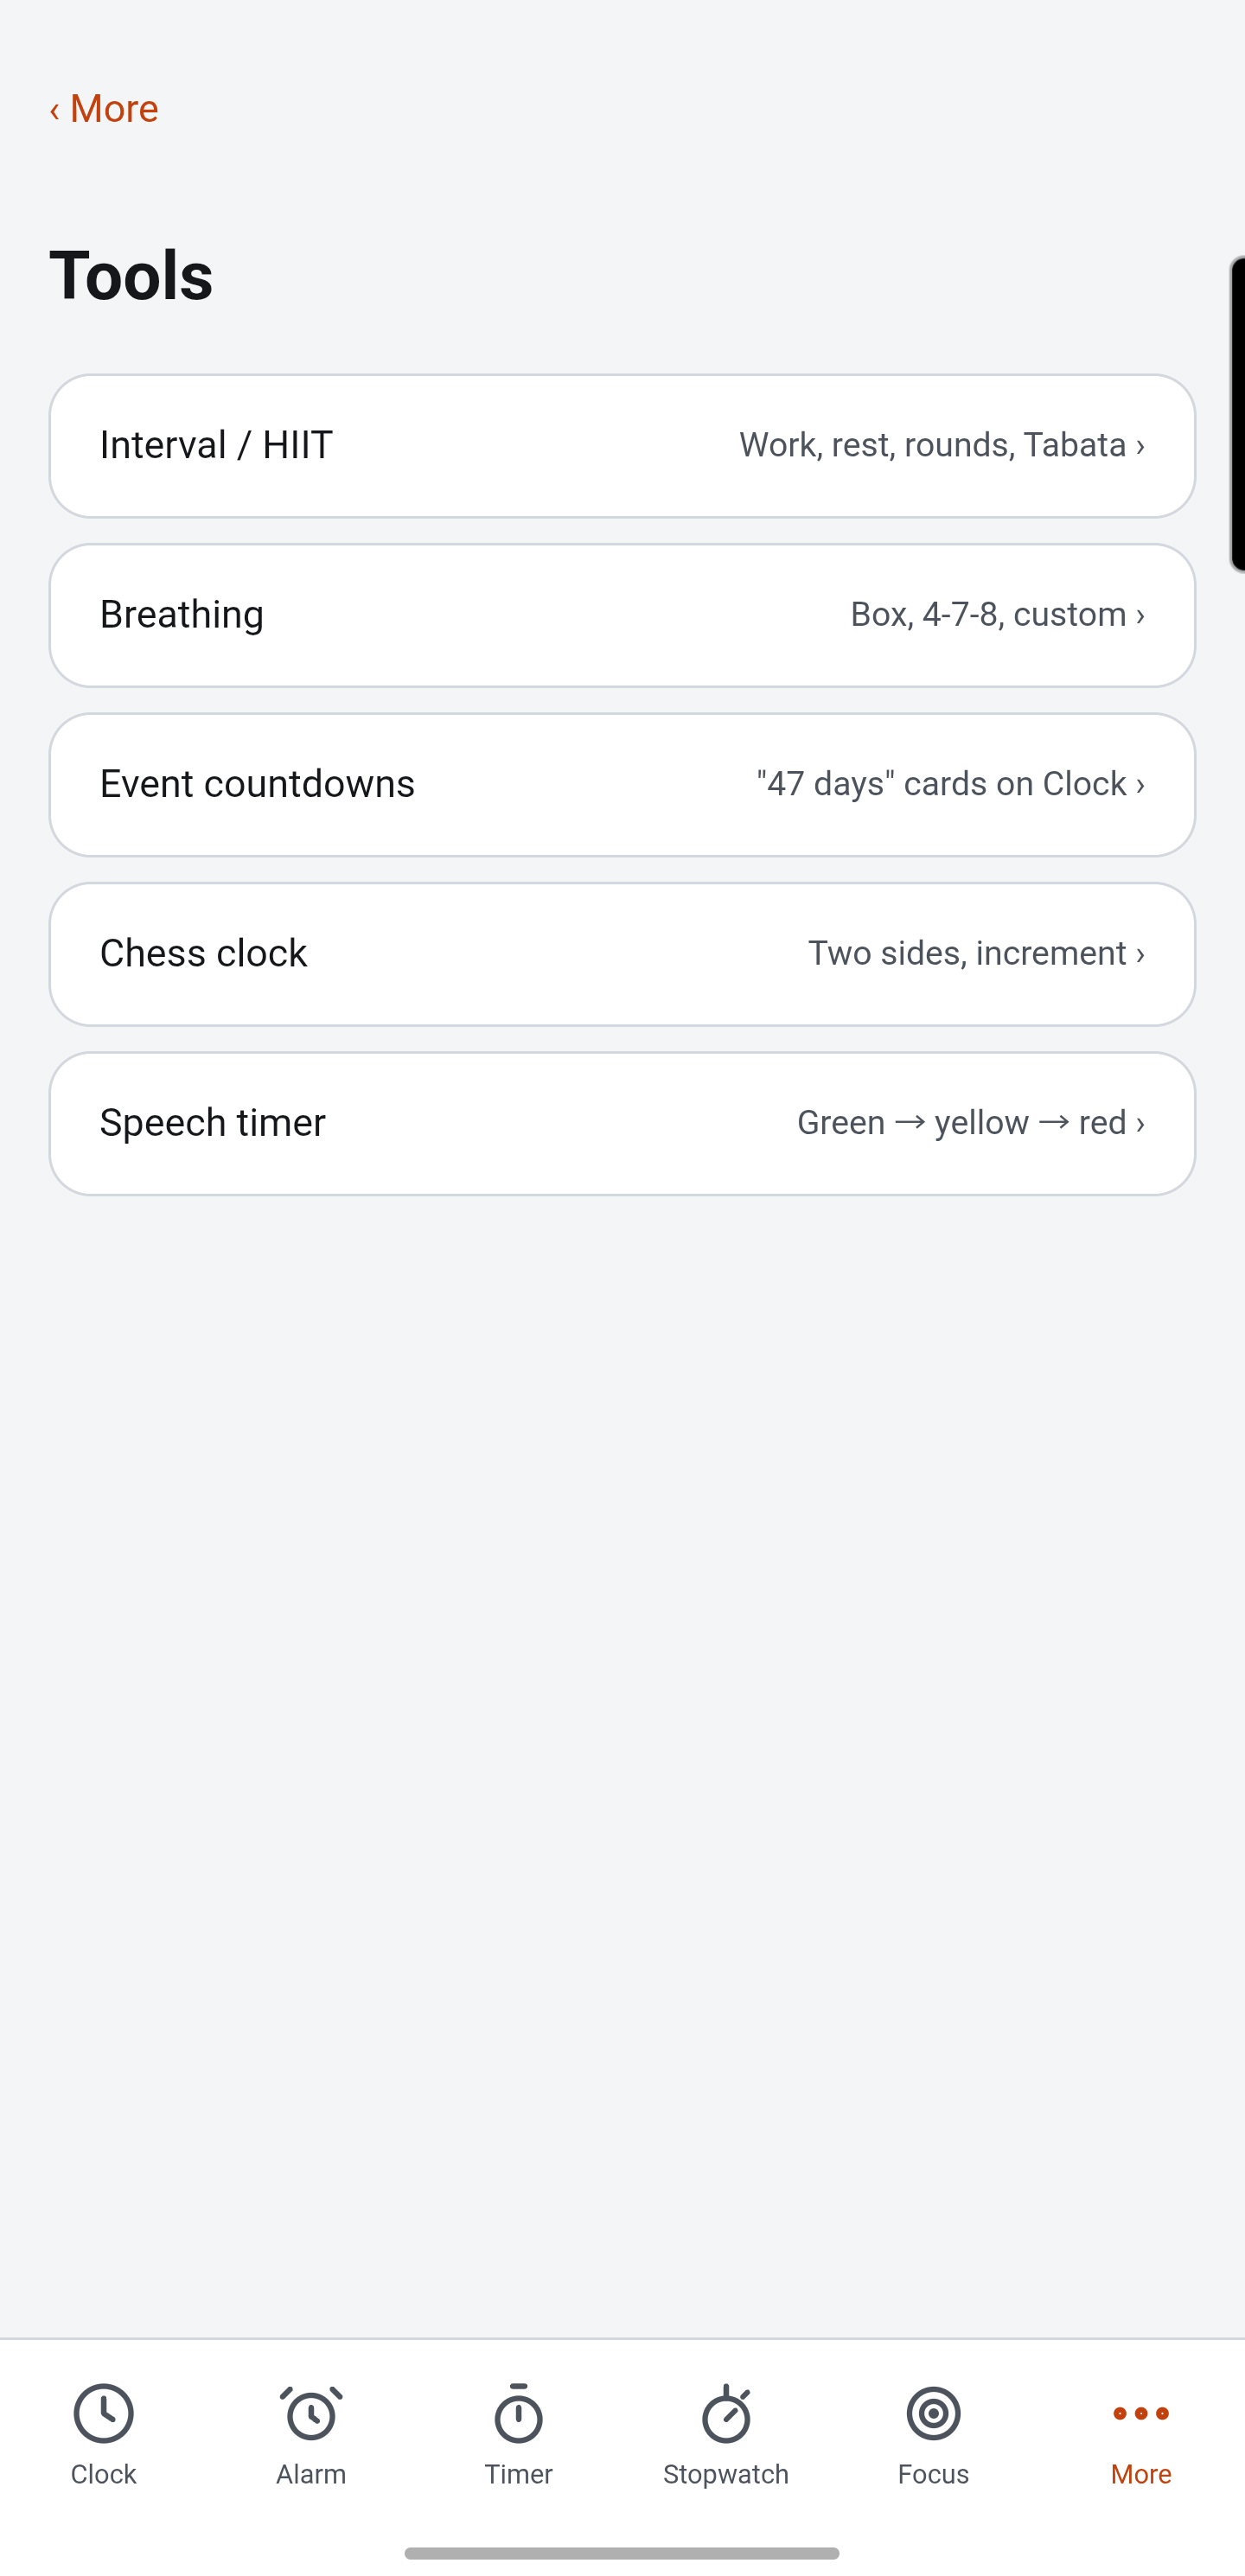 ‹ More
Tools
Interval / HIIT Work, rest, rounds, Tabata ›
Breathing Box, 4-7-8, custom ›
Event countdowns "47 days" cards on Clock ›
Chess clock Two sides, increment ›
Speech timer Green → yellow → red ›
Clock Alarm Timer Stopwatch Focus More